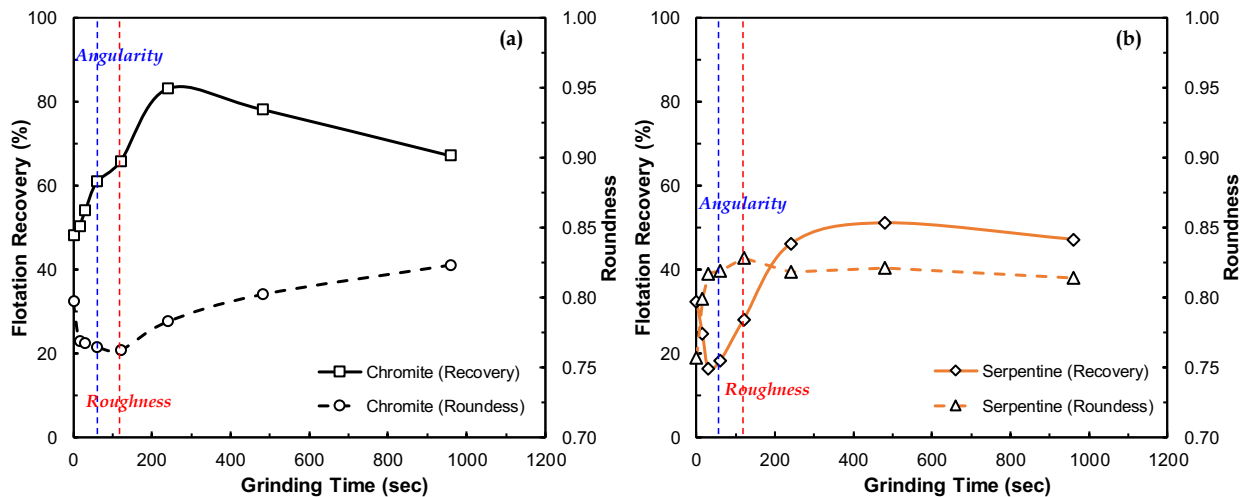 (a)
Angularity
Roughness
Chromite (Recovery)
Chromite (Roundess)
Flotation Recovery (%)
100
80
60
40
20
0
Roundness
1.00
0.95
0.90
0.85
0.80
0.75
0.70
0 200 400 600 800 1000 1200
Grinding Time (sec)
(b)
Angularity
Roughness
Serpentine (Recovery)
Serpentine (Roundess)
Flotation Recovery (%)
100
80
60
40
20
0
Roundness
1.00
0.95
0.90
0.85
0.80
0.75
0.70
0 200 400 600 800 1000 1200
Grinding Time (sec)